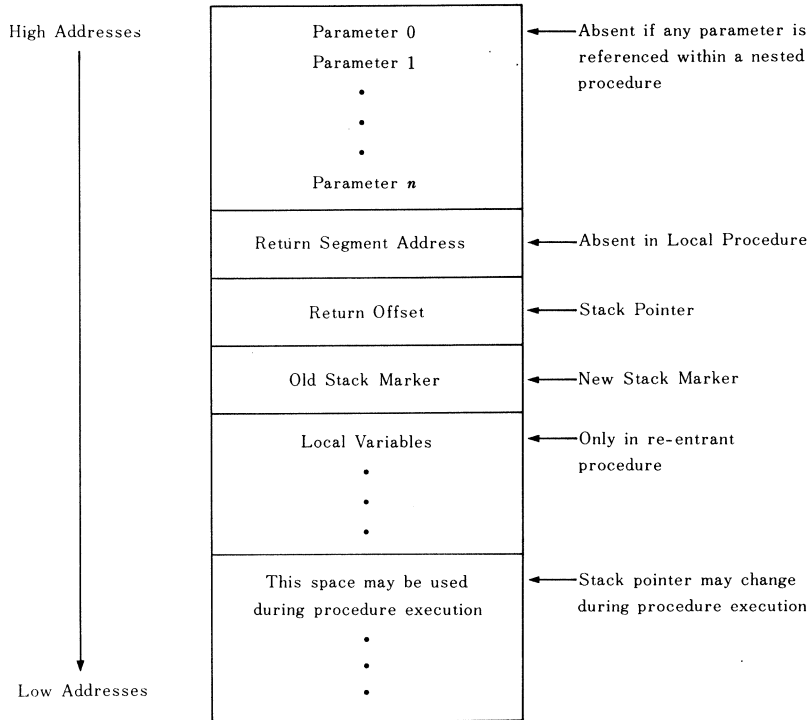 High Addresses
Parameter 0
Parameter 1
Parameter n
Absent if any parameter is
referenced within a nested
procedure
Return Segment Address
Absent in Local Procedure
Return Offset
Stack Pointer
Old Stack Marker
New Stack Marker
Local Variables
Only in re-entrant
procedure
This space may be used
during procedure execution
Stack pointer may change
during procedure execution
Low Addresses